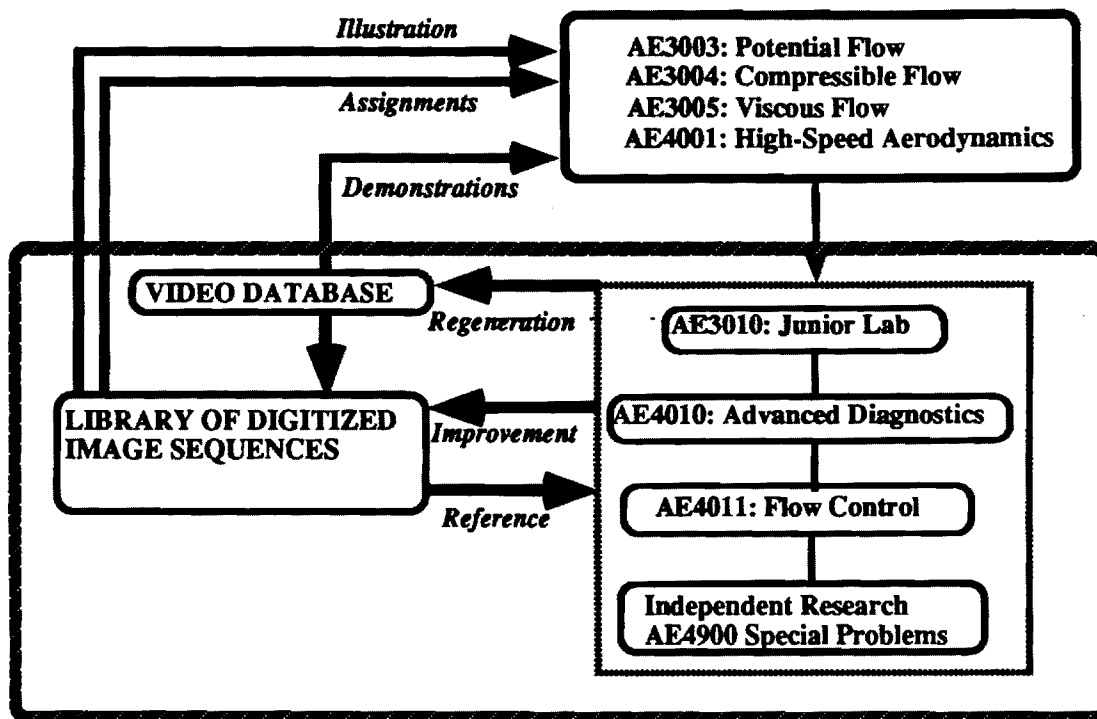 Illustration
Assignments
Demonstrations
AE3003: Potential Flow
AE3004: Compressible Flow
AE3005: Viscous Flow
AE4001: High-Speed Aerodynamics
VIDEO DATABASE
Regeneration
LIBRARY OF DIGITIZED
IMAGE SEQUENCES
Improvement
Reference
AE3010: Junior Lab
AE4010: Advanced Diagnostics
AE4011: Flow Control
Independent Research
AE4900 Special Problems